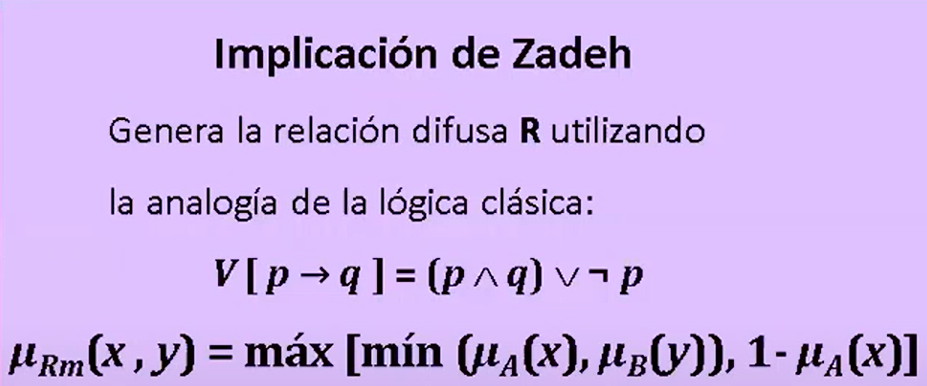 Implicación de Zadeh
Genera la relación difusa R utilizando
la analogía de la lógica clásica:
V [ p → q ] = (p ∧ q) ∨ ¬ p
μRm(x , y) = máx [mín (μA(x), μB(y)), 1- μA(x)]